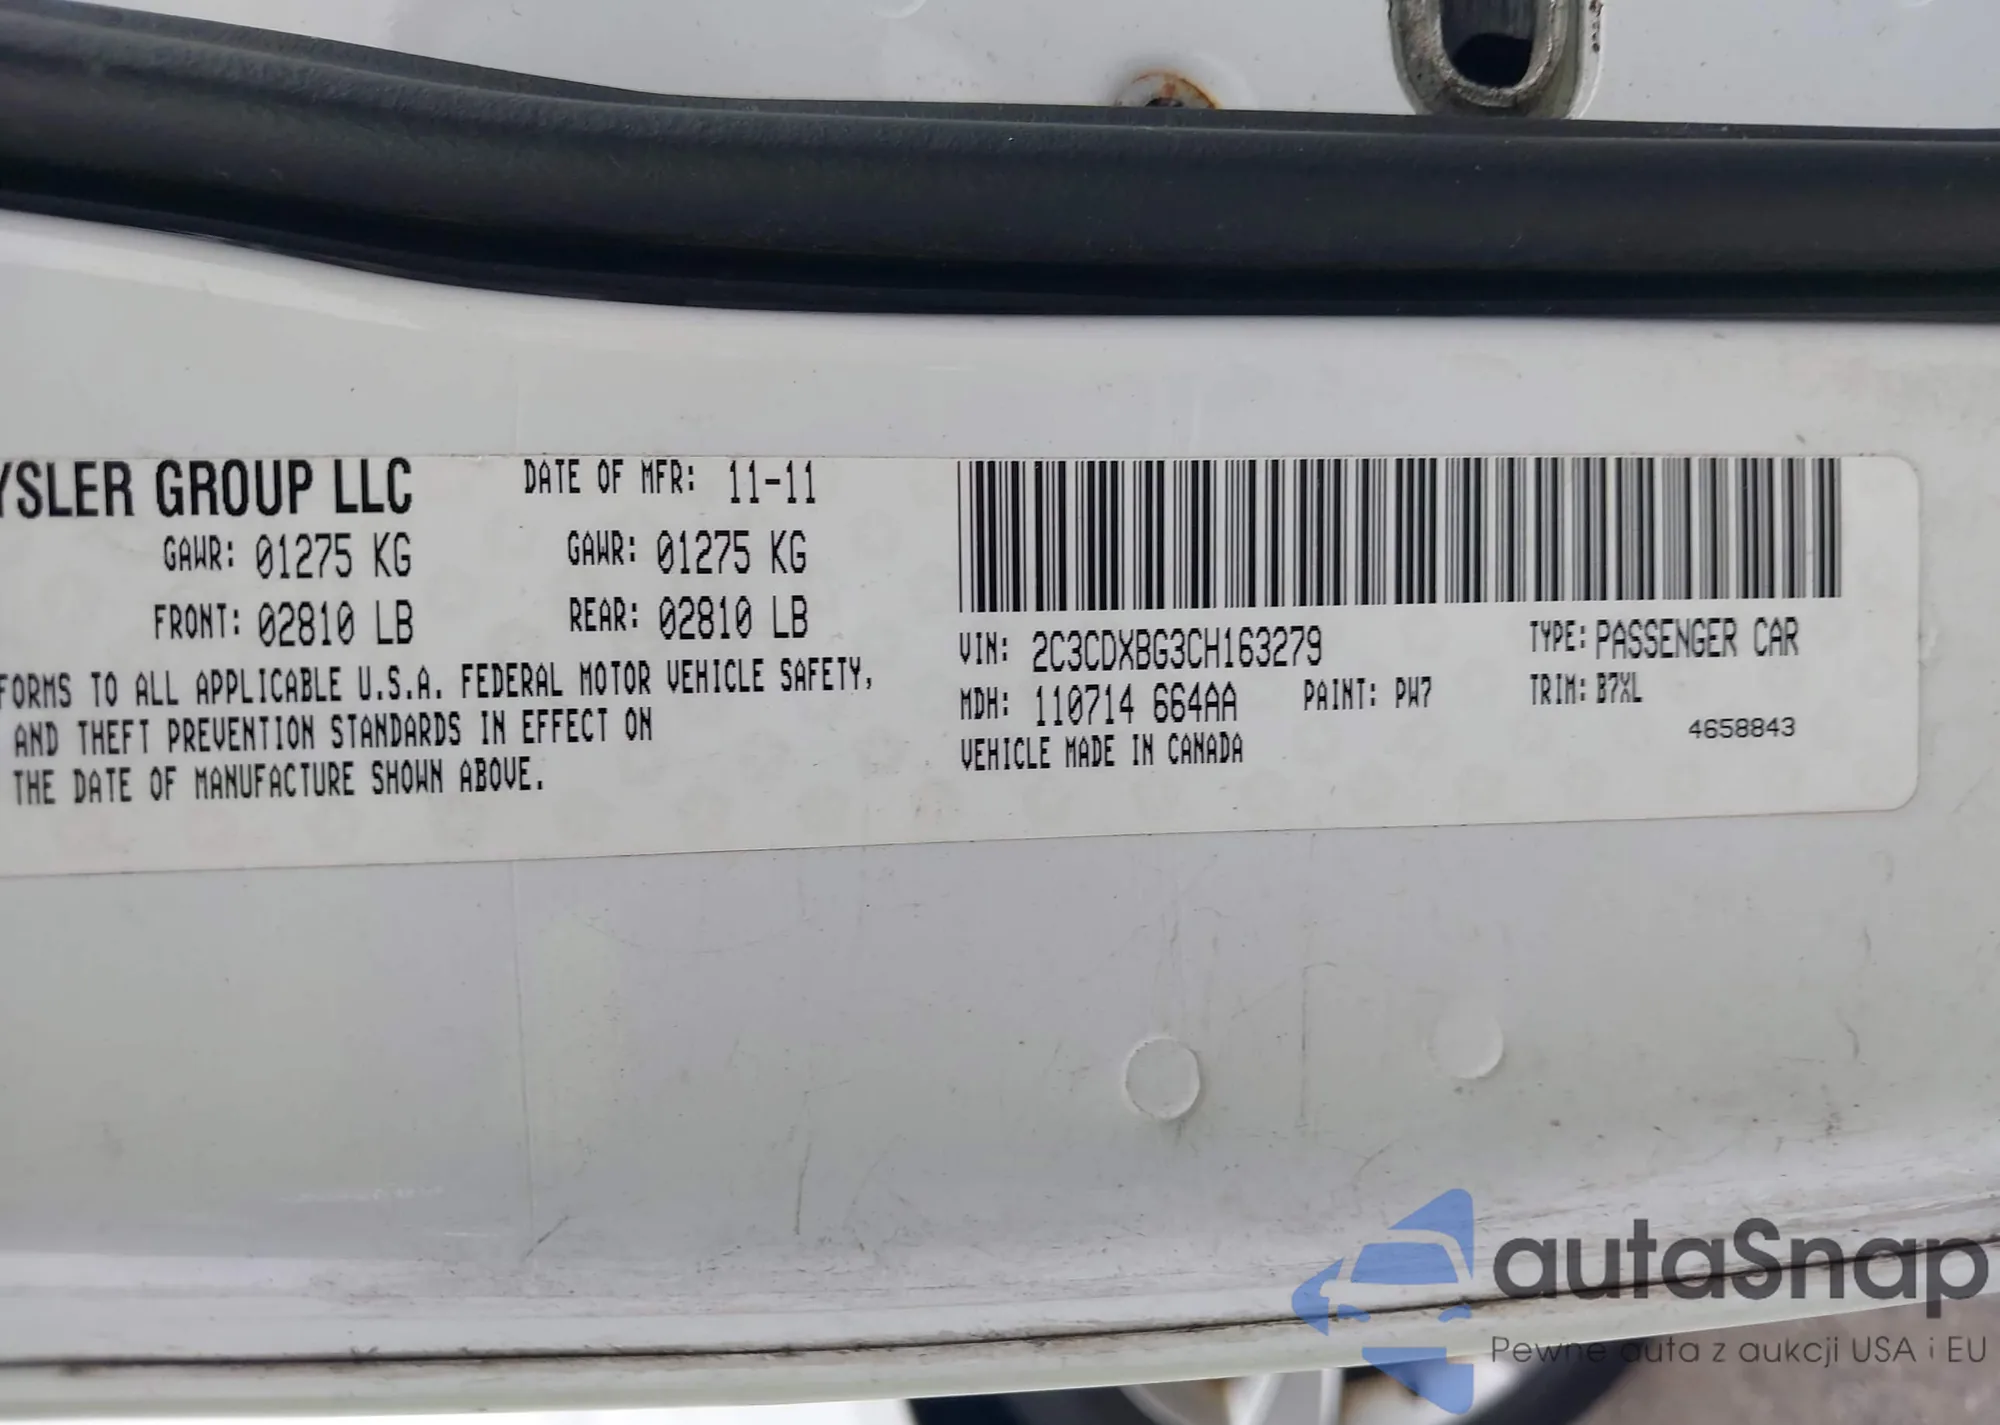 YSLER GROUP LLC DATE OF MFR: 11-11
GAWR: 01275 KG GAWR: 01275 KG
FRONT: 02810 LB REAR: 02810 LB
FORMS TO ALL APPLICABLE U.S.A. FEDERAL MOTOR VEHICLE SAFETY,
AND THEFT PREVENTION STANDARDS IN EFFECT ON
THE DATE OF MANUFACTURE SHOWN ABOVE.
VIN: 2C3CDXBG3CH163279 TYPE: PASSENGER CAR
MDH: 110714 664AA PAINT: PW7 TRIM: B7XL
VEHICLE MADE IN CANADA 4658843
autaSnap
Pewne auta z aukcji USA i EU